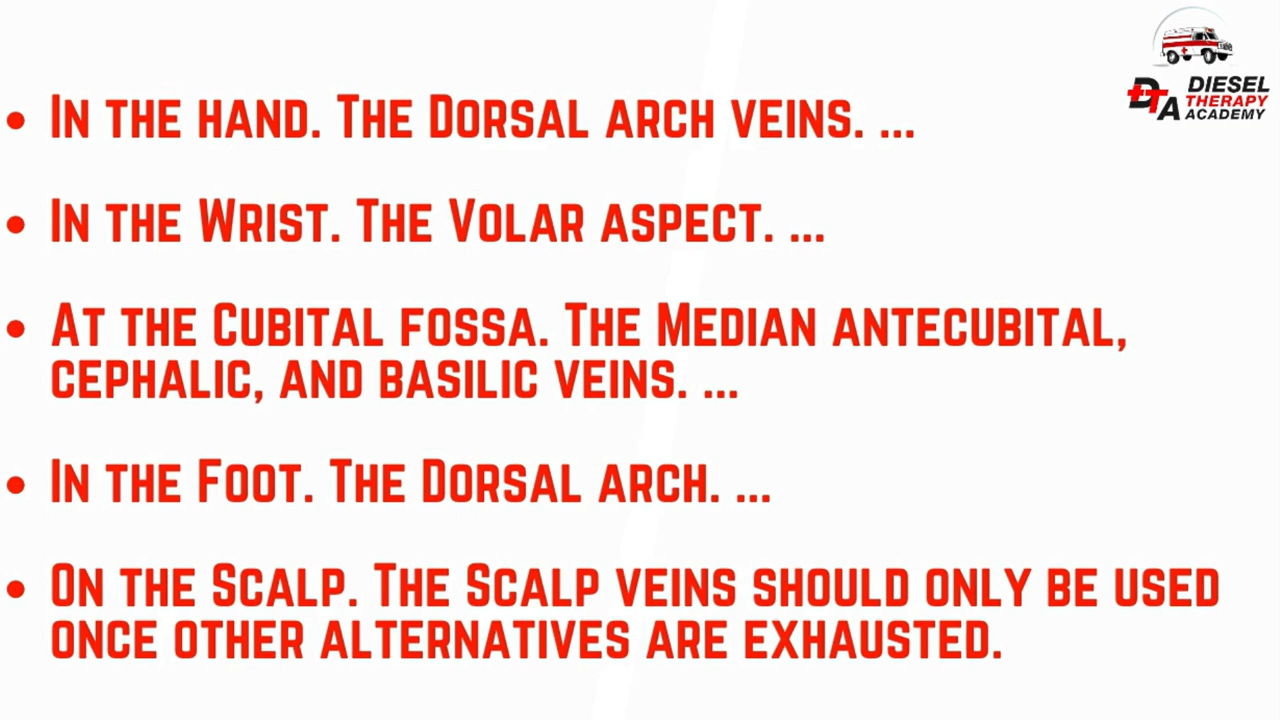 DIESEL
THERAPY
ACADEMY
DTA
• In the hand. The Dorsal arch veins. ...
• In the Wrist. The Volar aspect. ...
• At the Cubital fossa. The Median antecubital,
cephalic, and basilic veins. ...
• In the Foot. The Dorsal arch. ...
• On the Scalp. The Scalp veins should only be used
once other alternatives are exhausted.